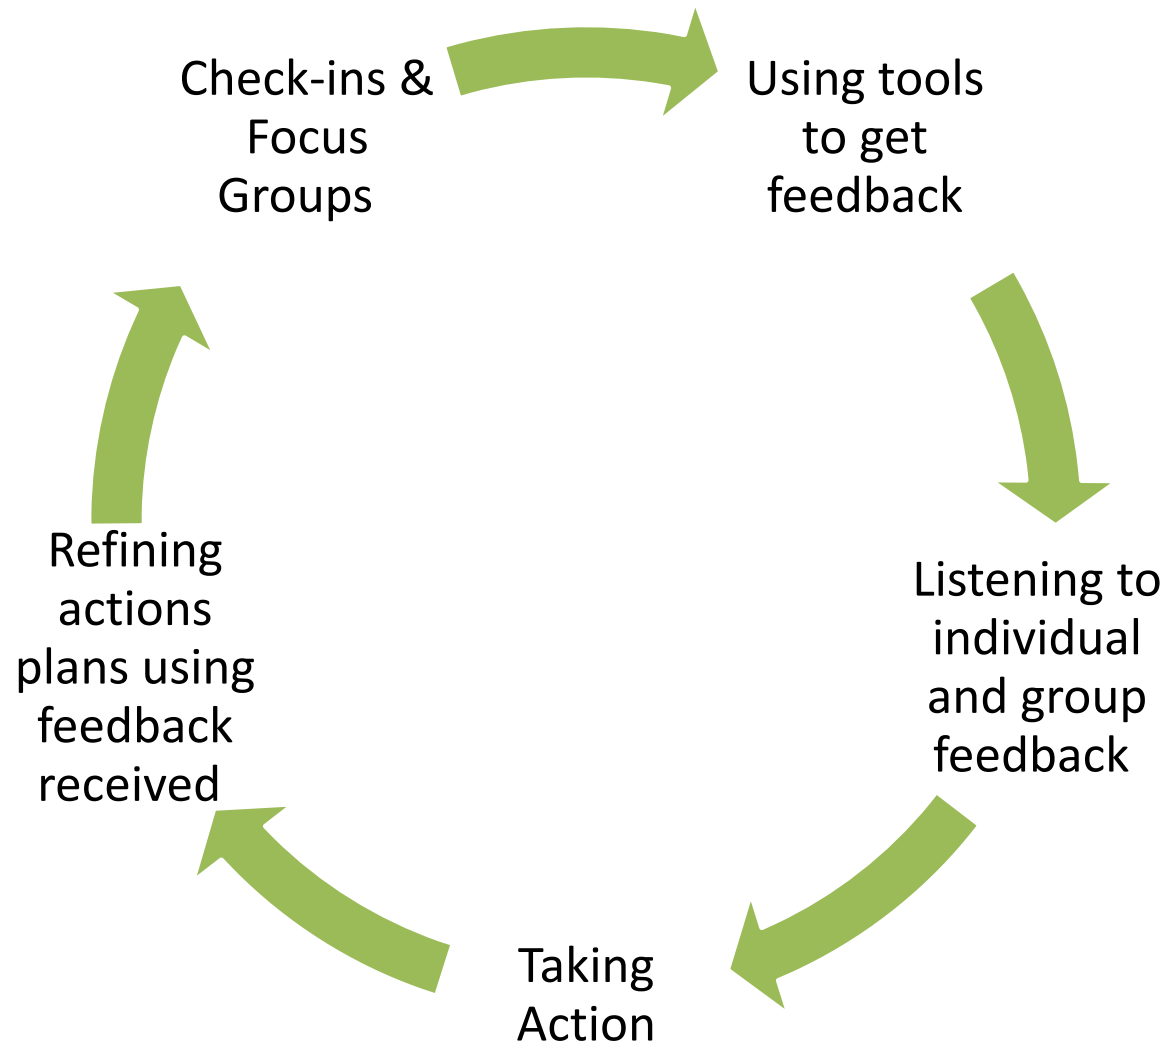 Check-ins &
Focus
Groups
Using tools
to get
feedback
Listening to
individual
and group
feedback
Taking
Action
Refining
actions
plans using
feedback
received